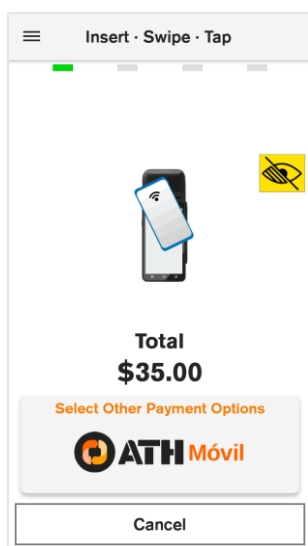 Insert · Swipe · Tap
Total
$35.00
Select Other Payment Options
ATH Móvil
Cancel